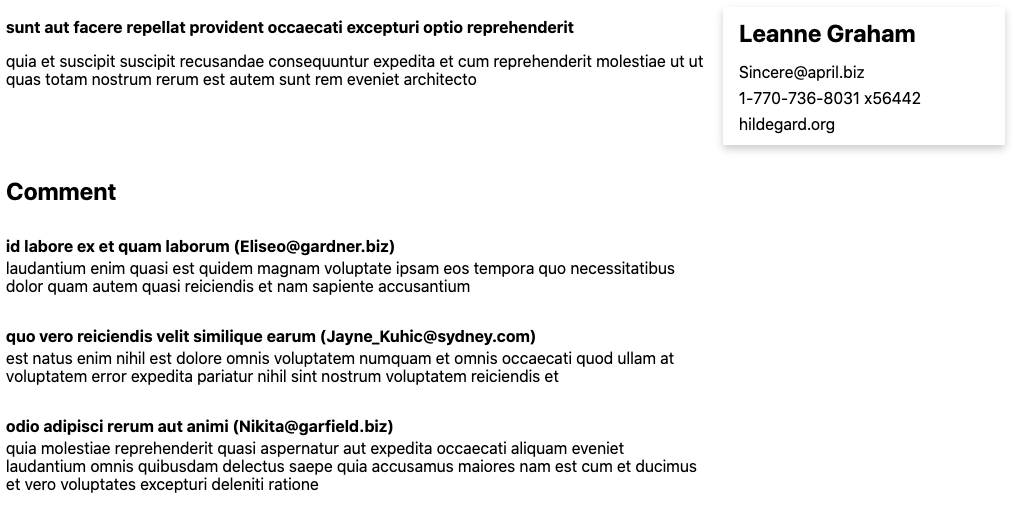 sunt aut facere repellat provident occaecati excepturi optio reprehenderit
quia et suscipit suscipit recusandae consequuntur expedita et cum reprehenderit molestiae ut ut
quas totam nostrum rerum est autem sunt rem eveniet architecto
Leanne Graham
Sincere@april.biz
1-770-736-8031 x56442
hildegard.org
Comment
id labore ex et quam laborum (Eliseo@gardner.biz)
laudantium enim quasi est quidem magnam voluptate ipsam eos tempora quo necessitatibus
dolor quam autem quasi reiciendis et nam sapiente accusantium
quo vero reiciendis velit similique earum (Jayne_Kuhic@sydney.com)
est natus enim nihil est dolore omnis voluptatem numquam et omnis occaecati quod ullam at
voluptatem error expedita pariatur nihil sint nostrum voluptatem reiciendis et
odio adipisci rerum aut animi (Nikita@garfield.biz)
quia molestiae reprehenderit quasi aspernatur aut expedita occaecati aliquam eveniet
laudantium omnis quibusdam delectus saepe quia accusamus maiores nam est cum et ducimus
et vero voluptates excepturi deleniti ratione